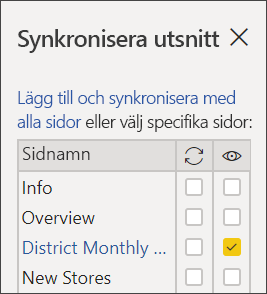 Synkronisera utsnitt
Lägg till och synkronisera med
alla sidor eller välj specifika sidor:
Sidnamn
Info
Overview
District Monthly ...
New Stores